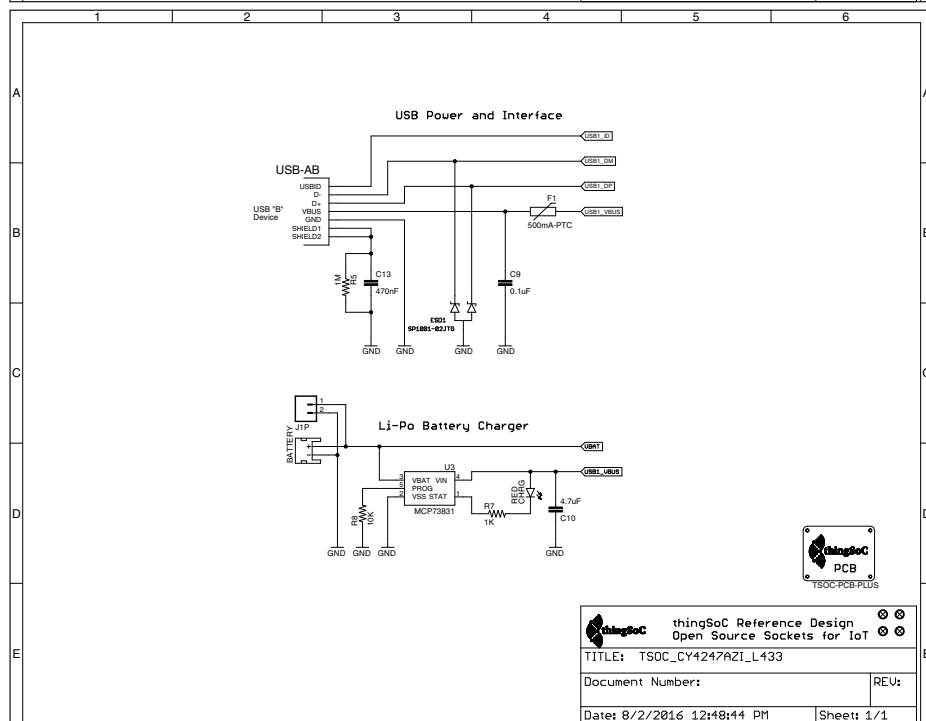 1 2 3 4 5 6
A A
USB Power and Interface
USB1_ID
USB1_DM
USB-AB
USBID
USB1_DP
D-
D+
F1
USB "B"
Device
VBUS
USB1_VBUS
GND
500mA-PTC
SHIELD1
SHIELD2
B B
1M
R5
C13
470nF
C9
0.1uF
ESD1
SP1001-02JTG
GND GND GND GND
C C
1
2
J1P
Li-Po Battery Charger
BATTERY
+
-
VBAT
U3
USB1_VBUS
3 VBAT VIN 4
5 PROG
2 VSS STAT 1
MCP73831
R8
10K
R7
1K
RED
CHRG
4.7uF
C10
D D
GND GND GND GND
thingSoC
PCB
TSOC-PCB-PLUS
E E
thingSoC
thingSoC Reference Design
Open Source Sockets for IoT
TITLE: TSOC_CY4247AZI_L433
Document Number:
REV:
Date: 8/2/2016 12:48:44 PM
Sheet: 1/1